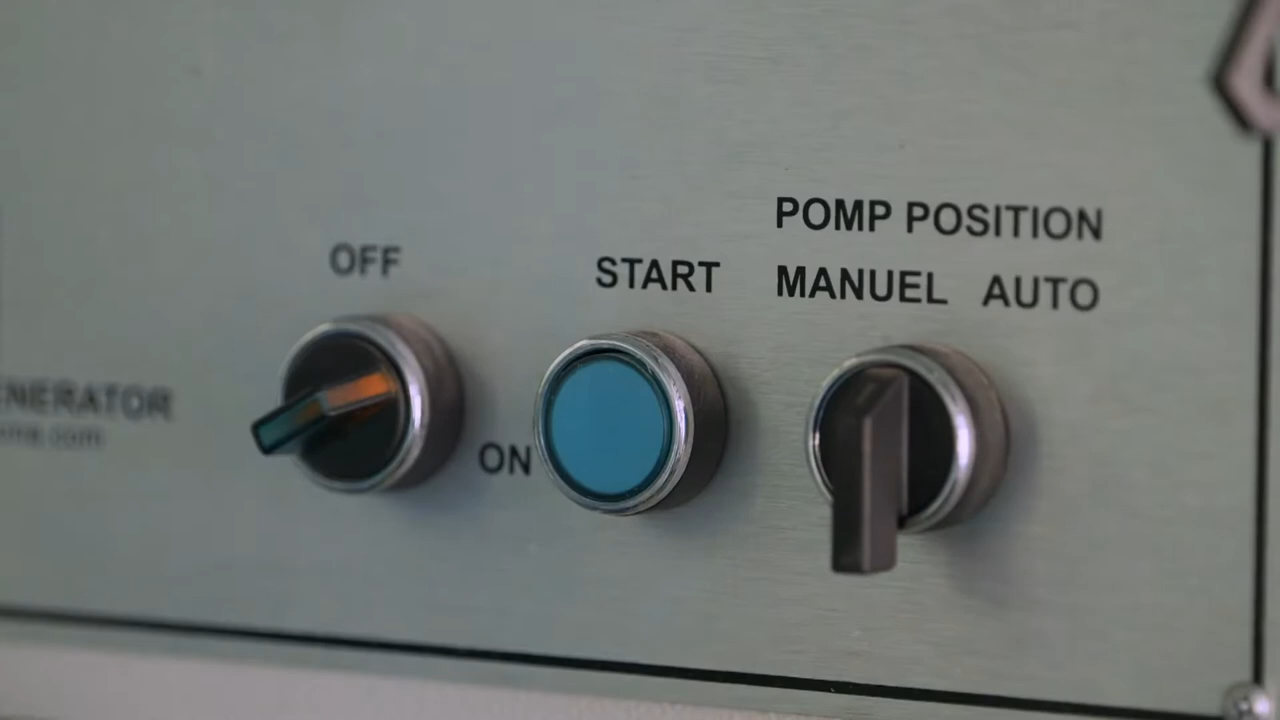 POMP POSITION
OFF
START
MANUEL AUTO
ENERATOR
ON